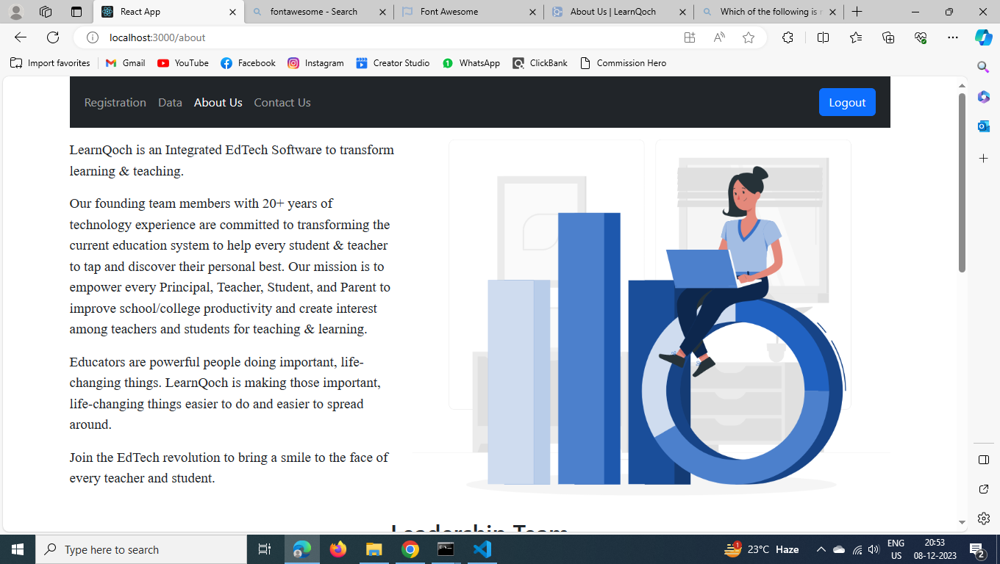 React App
fontawesome - Search
Font Awesome
About Us | LearnQoch
Which of the following is
localhost:3000/about
Import favorites
Gmail
YouTube
Facebook
Instagram
Creator Studio
WhatsApp
ClickBank
Commission Hero
Registration
Data
About Us
Contact Us
Logout
LearnQoch is an Integrated EdTech Software to transform
learning & teaching.
Our founding team members with 20+ years of
technology experience are committed to transforming the
current education system to help every student & teacher
to tap and discover their personal best. Our mission is to
empower every Principal, Teacher, Student, and Parent to
improve school/college productivity and create interest
among teachers and students for teaching & learning.
Educators are powerful people doing important, life-
changing things. LearnQoch is making those important,
life-changing things easier to do and easier to spread
around.
Join the EdTech revolution to bring a smile to the face of
every teacher and student.
Leadership Team
Type here to search
1
23°C Haze
ENG
US
20:53
08-12-2023
2